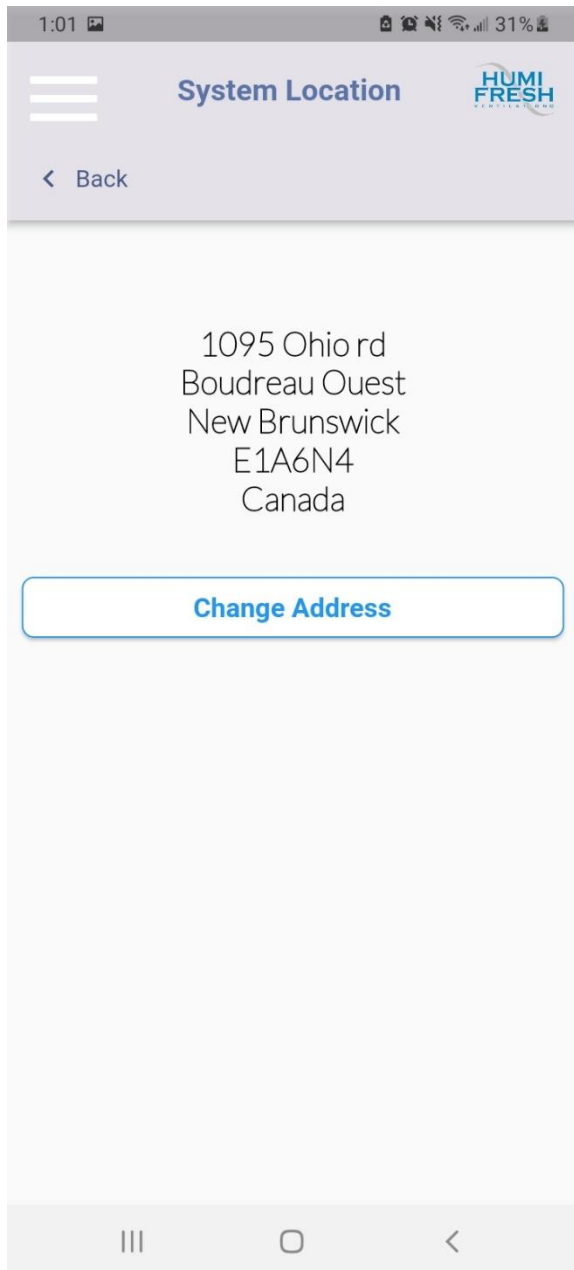 1:01 31%
System Location
HUMI
FRESH
VENTILATIONS
Back
1095 Ohio rd
Boudreau Ouest
New Brunswick
E1A6N4
Canada
Change Address